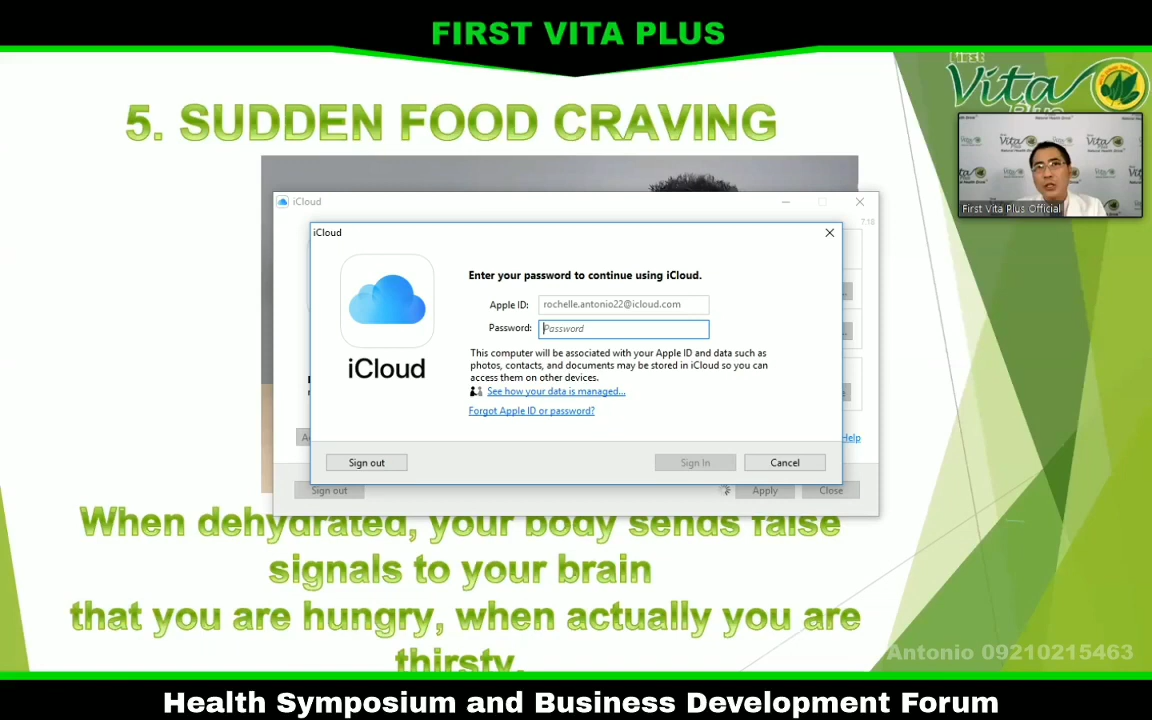 FIRST VITA PLUS
5. SUDDEN FOOD CRAVING
First
Vita
Plus
First Vita Plus Official
iCloud
7.18
iCloud
Enter your password to continue using iCloud.
Apple ID: rochelle.antonio22@icloud.com
Password: Password
iCloud
This computer will be associated with your Apple ID and data such as
photos, contacts, and documents may be stored in iCloud so you can
access them on other devices.
See how your data is managed...
Forgot Apple ID or password?
Help
Sign out Sign In Cancel
Sign out Apply Close
When dehydrated, your body sends false
signals to your brain
that you are hungry, when actually you are
thirsty.
Antonio 09210215463
Health Symposium and Business Development Forum